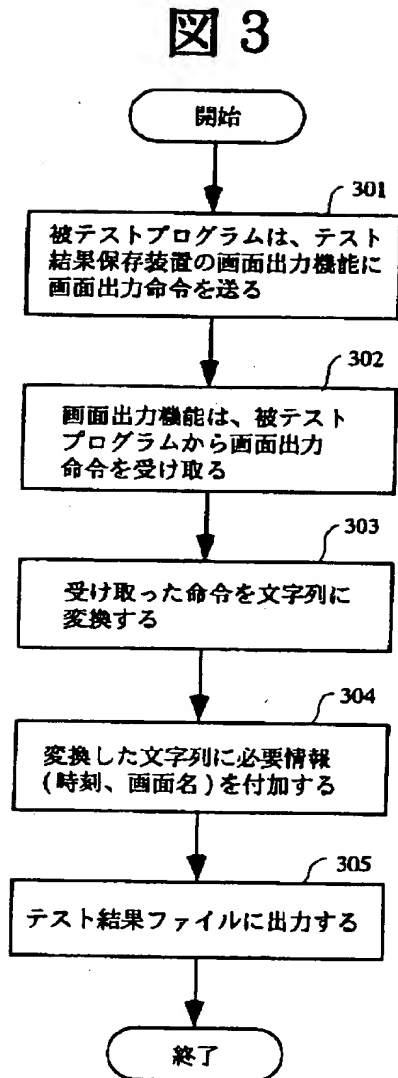 図 3
開始
301
被テストプログラムは、テスト
結果保存装置の画面出力機能に
画面出力命令を送る
302
画面出力機能は、被テスト
プログラムから画面出力
命令を受け取る
303
受け取った命令を文字列に
変換する
304
変換した文字列に必要情報
(時刻、画面名)を付加する
305
テスト結果ファイルに出力する
終了